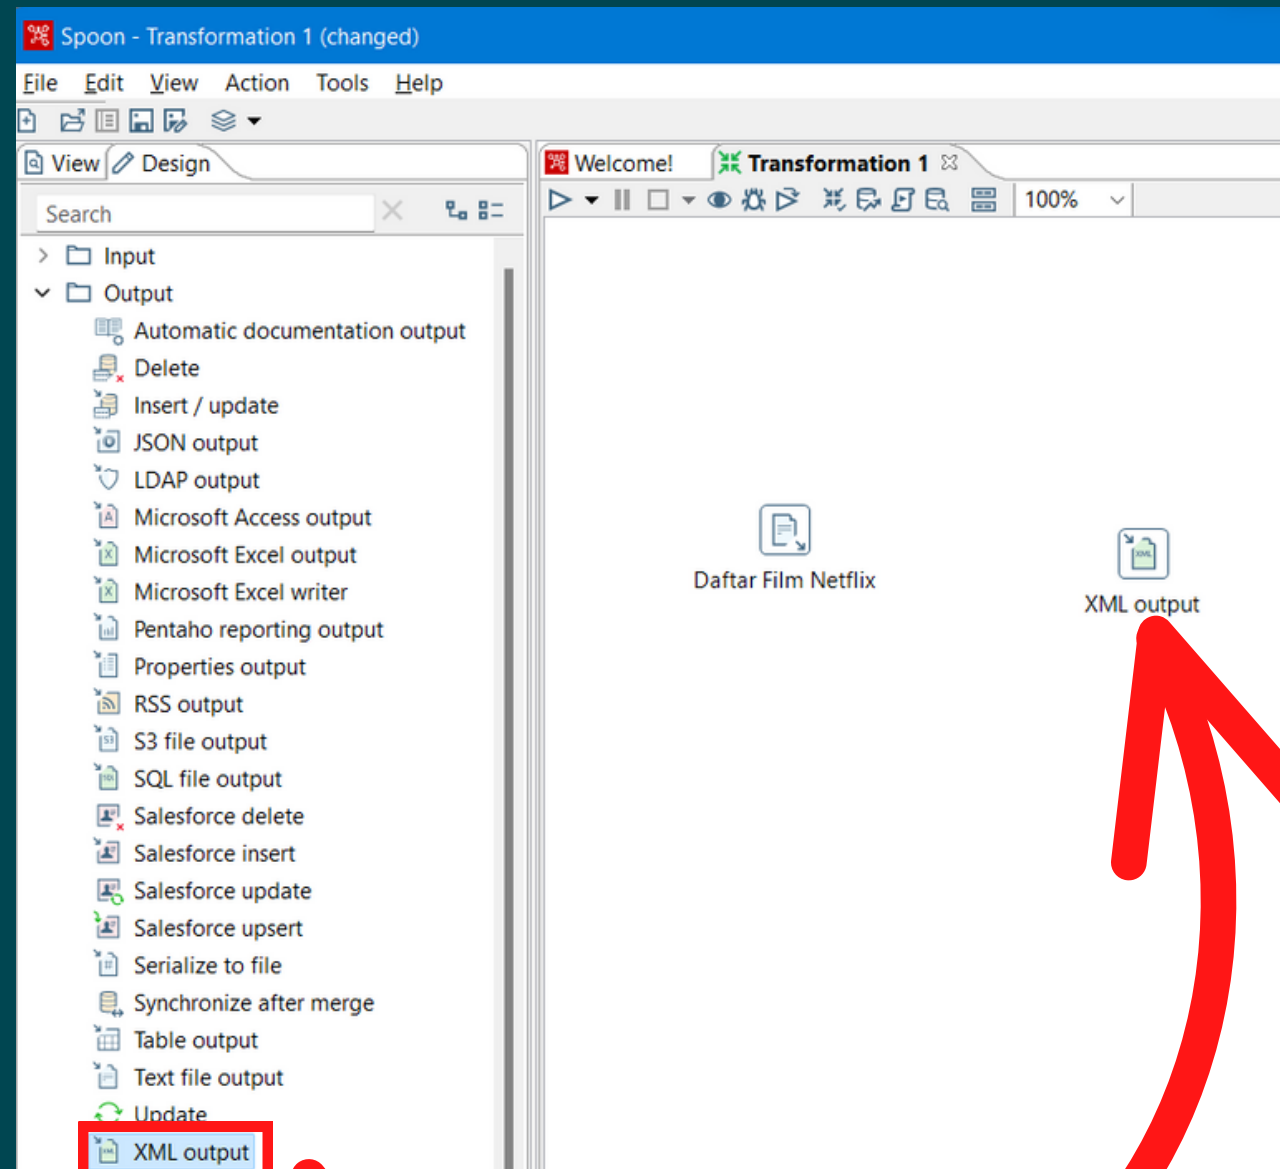 Spoon - Transformation 1 (changed)
File Edit View Action Tools Help
View Design
Welcome! Transformation 1
Search
100%
Input
Output
Automatic documentation output
Delete
Insert / update
JSON output
LDAP output
Microsoft Access output
Microsoft Excel output
Microsoft Excel writer
Pentaho reporting output
Properties output
RSS output
S3 file output
SQL file output
Salesforce delete
Salesforce insert
Salesforce update
Salesforce upsert
Serialize to file
Synchronize after merge
Table output
Text file output
Update
XML output
Daftar Film Netflix
XML output